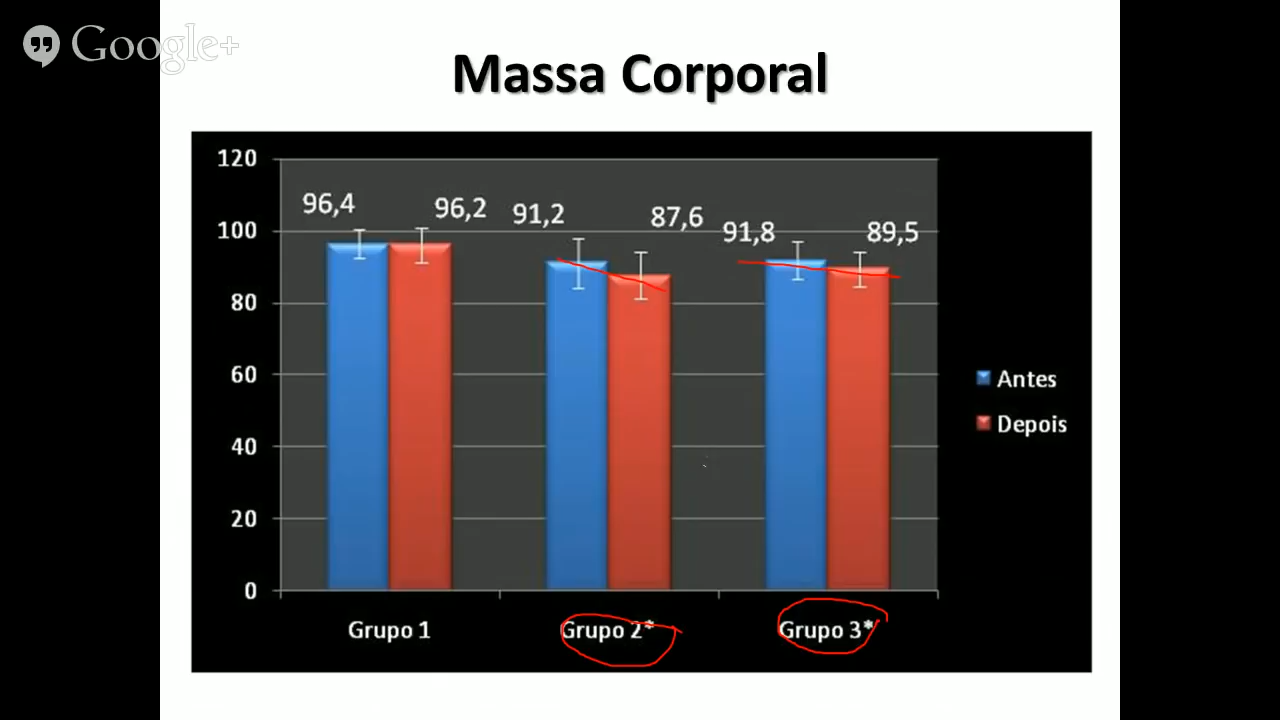 Google+
Massa Corporal
120
100
80
60
40
20
0
96,4
96,2
91,2
87,6
91,8
89,5
Antes
Depois
Grupo 1
Grupo 2*
Grupo 3*